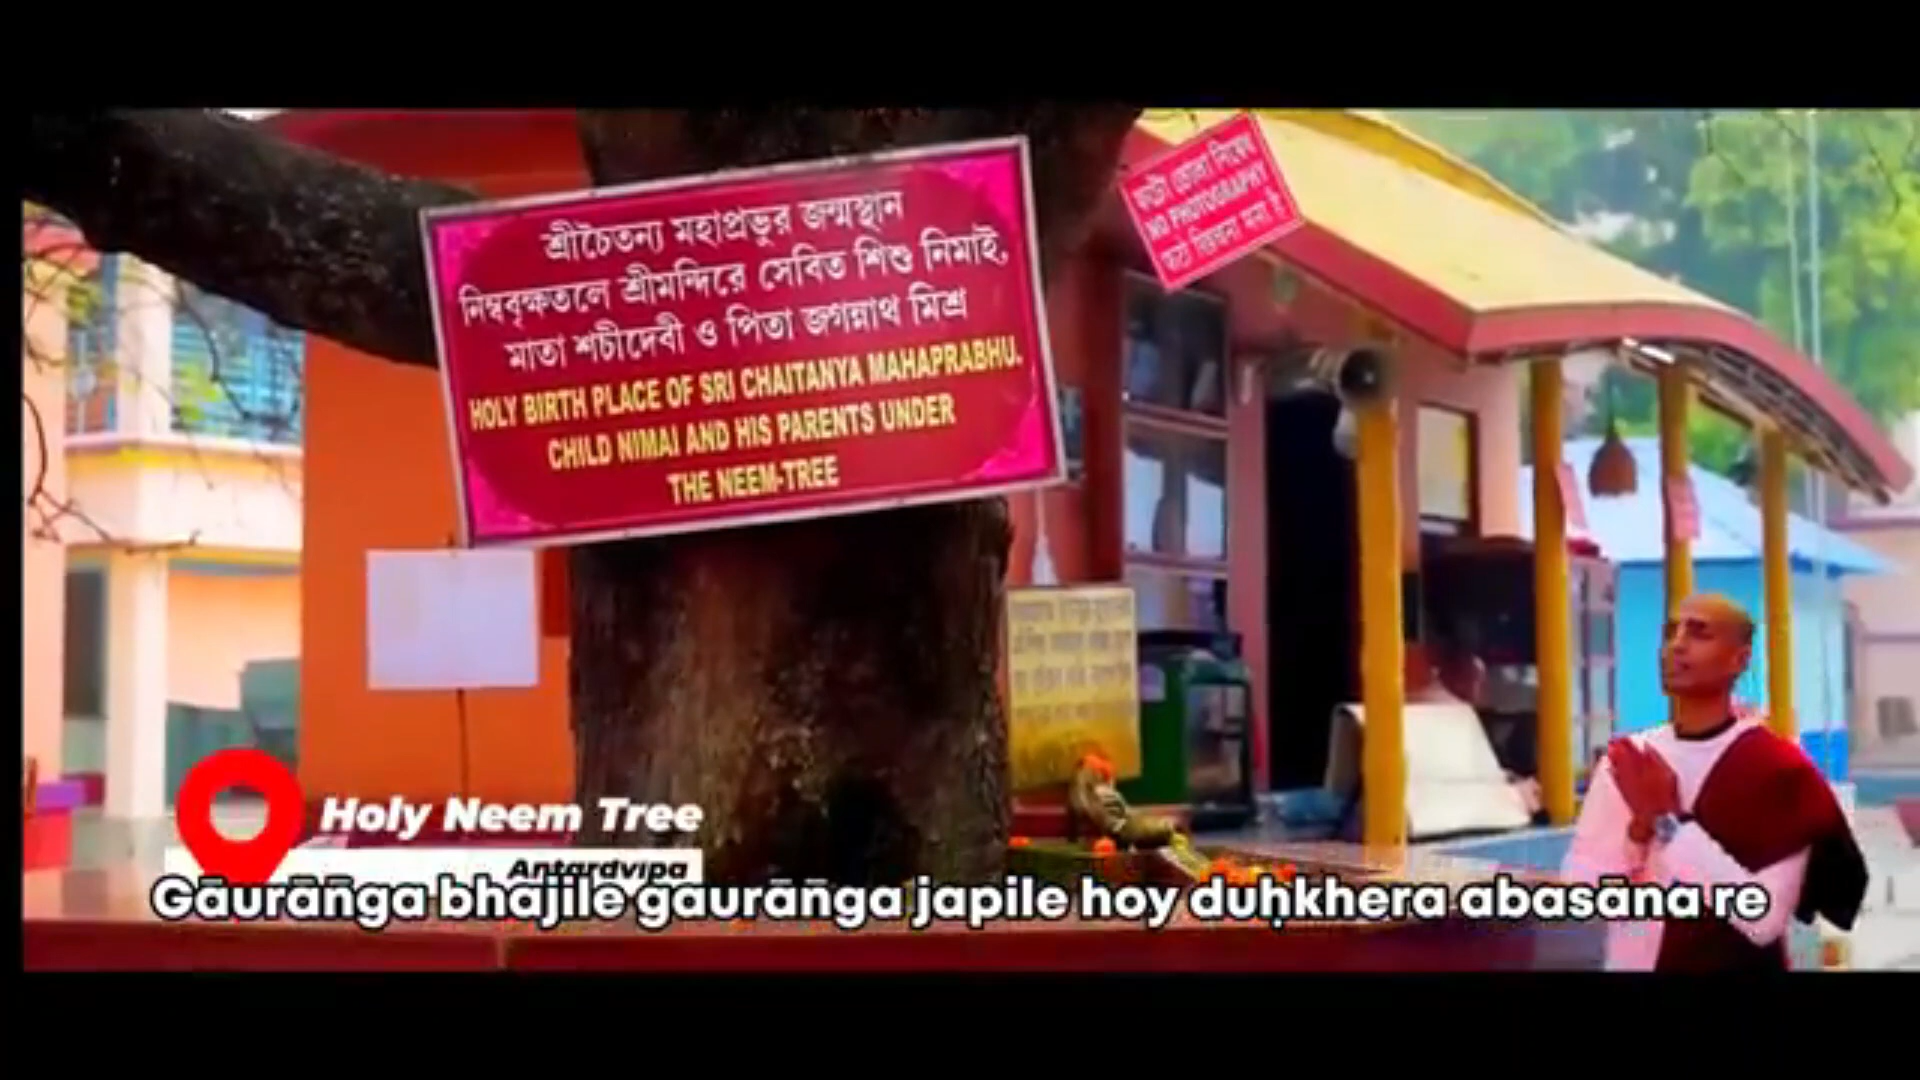 শ্রীচৈতন্য মহাপ্রভুর জন্মস্থান
নিম্ববৃক্ষতলে শ্রীমন্দিরে সেবিত শিশু নিমাই,
মাতা শচীদেবী ও পিতা জগন্নাথ মিশ্র
HOLY BIRTH PLACE OF SRI CHAITANYA MAHAPRABHU.
CHILD NIMAI AND HIS PARENTS UNDER
THE NEEM-TREE
ফটো তোলা নিষেধ
NO PHOTOGRAPHY
Holy Neem Tree
Antardvipa
Gāurāṅga bhajile gaurāṅga japile hoy duḥkhera abasāna re